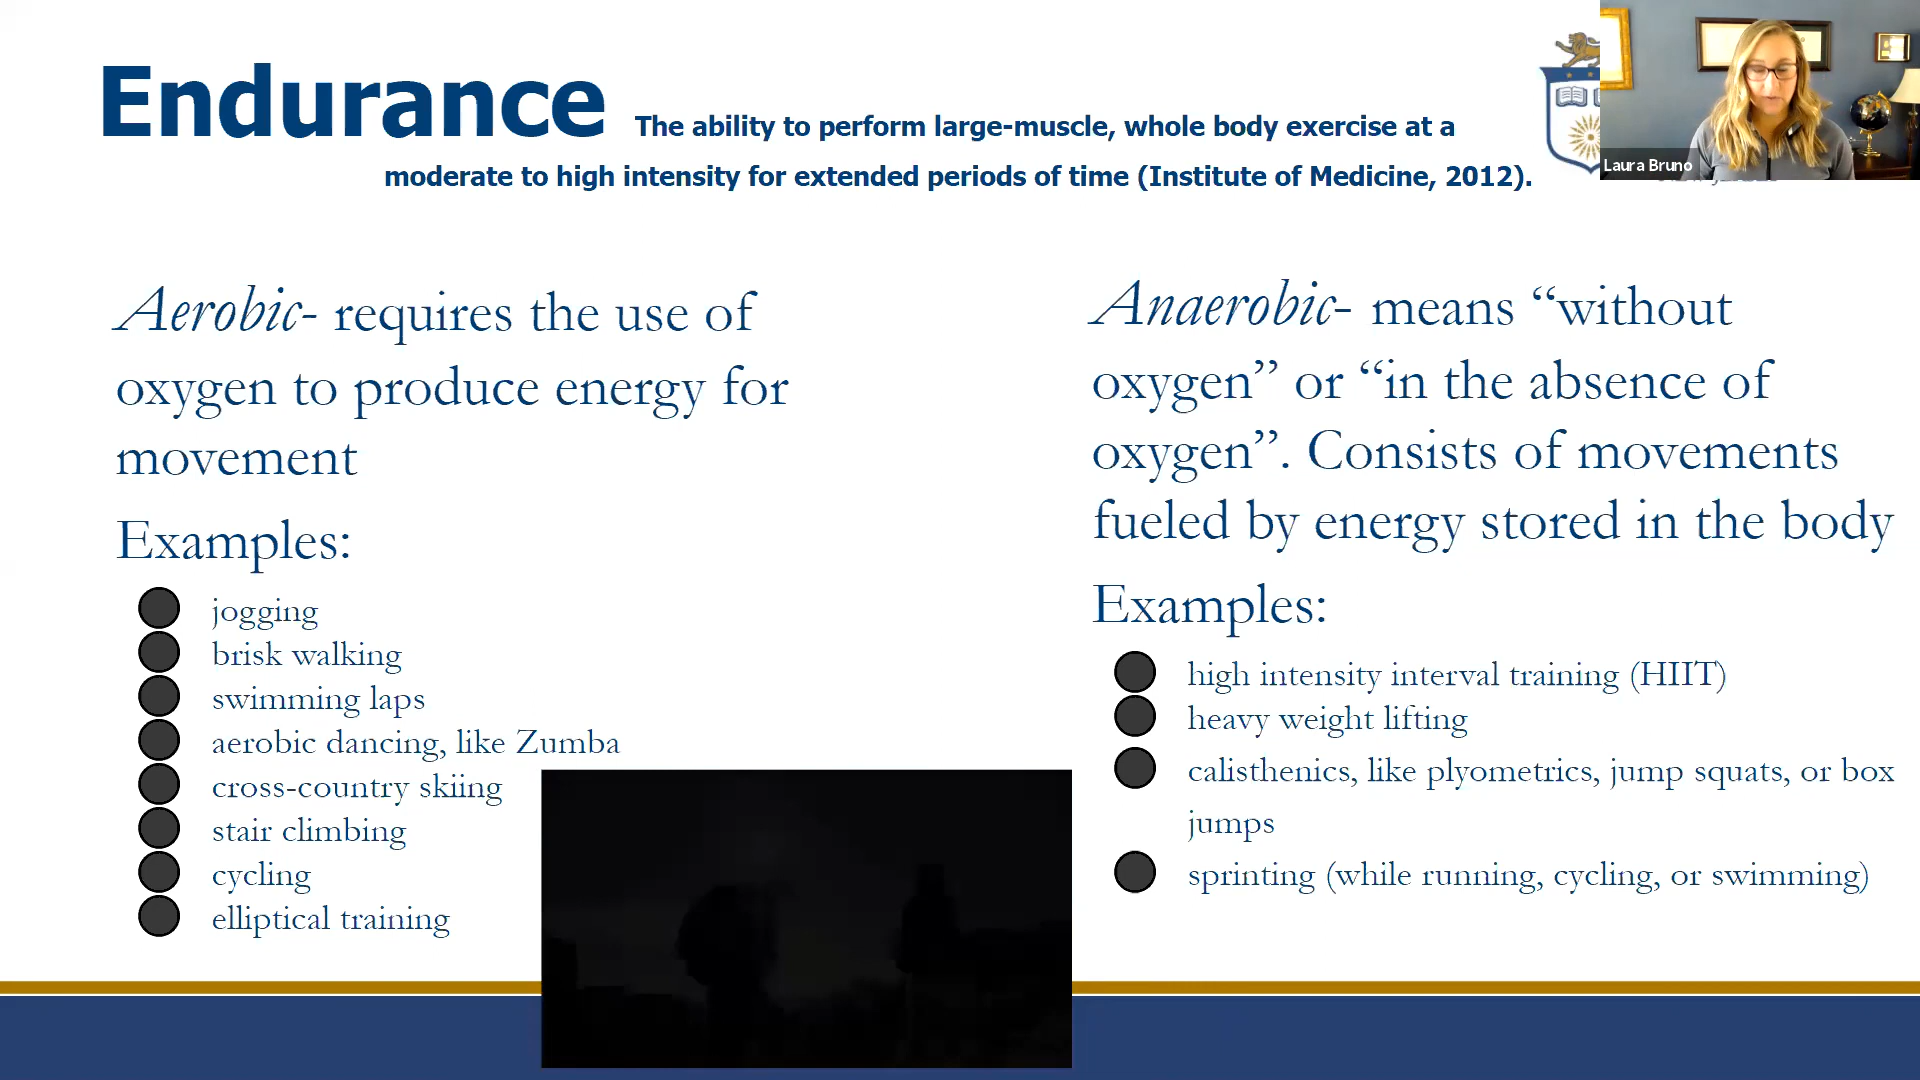 Endurance The ability to perform large-muscle, whole body exercise at a
moderate to high intensity for extended periods of time (Institute of Medicine, 2012).
Laura Bruno
Aerobic- requires the use of
oxygen to produce energy for
movement
Examples:
jogging
brisk walking
swimming laps
aerobic dancing, like Zumba
cross-country skiing
stair climbing
cycling
elliptical training
Anaerobic- means “without
oxygen” or “in the absence of
oxygen”. Consists of movements
fueled by energy stored in the body
Examples:
high intensity interval training (HIIT)
heavy weight lifting
calisthenics, like plyometrics, jump squats, or box
jumps
sprinting (while running, cycling, or swimming)